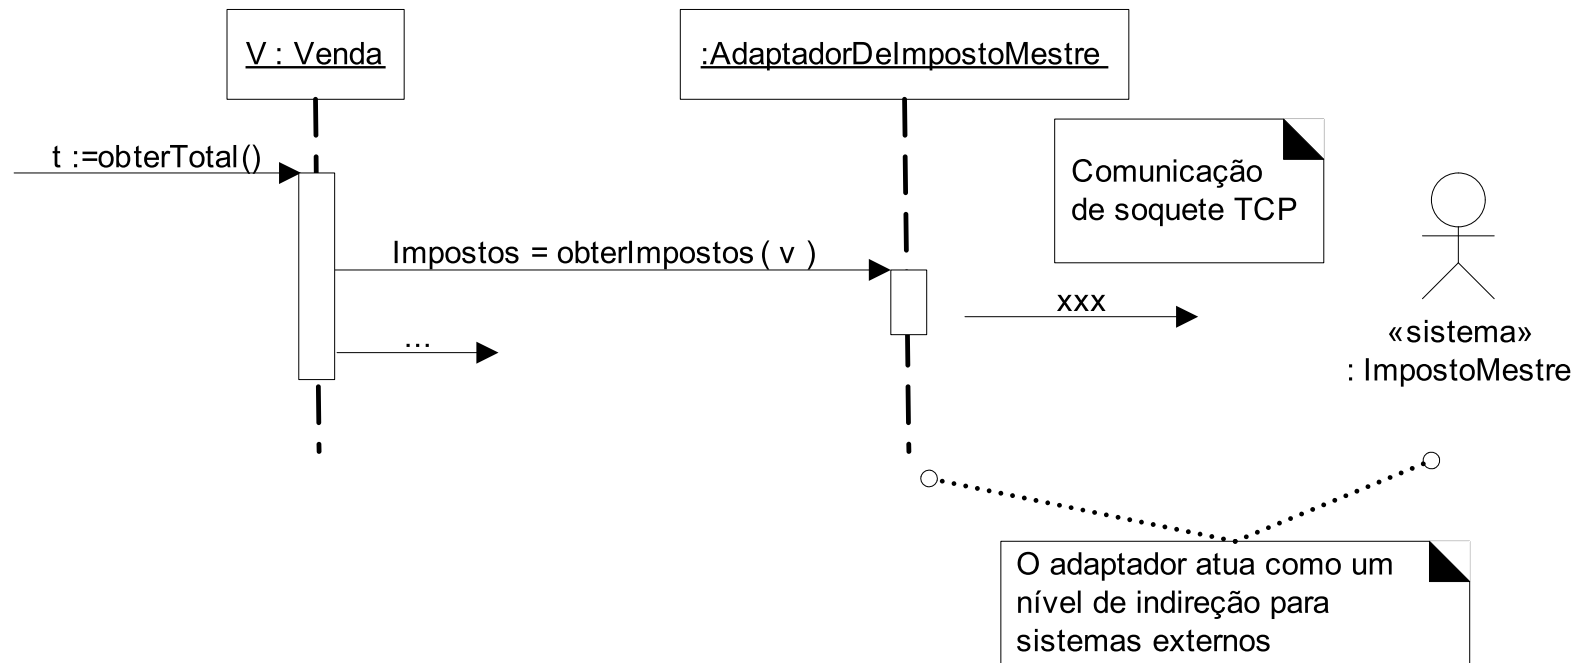 V : Venda
:AdaptadorDeImpostoMestre
t :=obterTotal()
Comunicação
de soquete TCP
Impostos = obterImpostos ( v )
xxx
...
«sistema»
: ImpostoMestre
O adaptador atua como um
nível de indireção para
sistemas externos